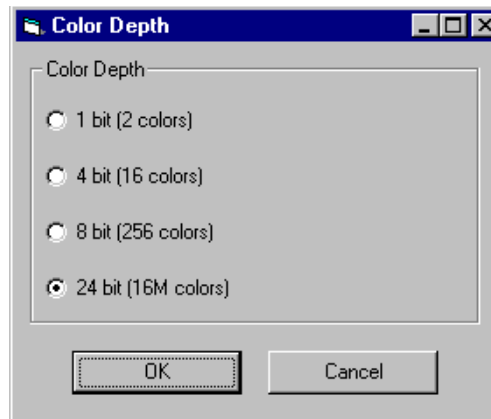 Color Depth
Color Depth
1 bit (2 colors)
4 bit (16 colors)
8 bit (256 colors)
24 bit (16M colors)
OK Cancel